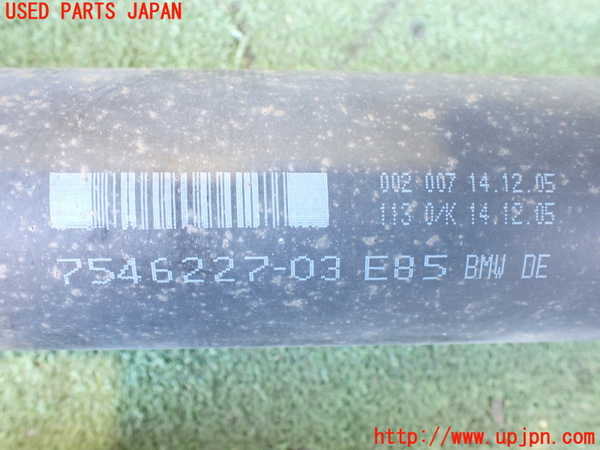 USED PARTS JAPAN
002 007 14.12.05
113 0/K 14.12.05
7546227-03 E85 BMW DE
http://www.upjpn.com/